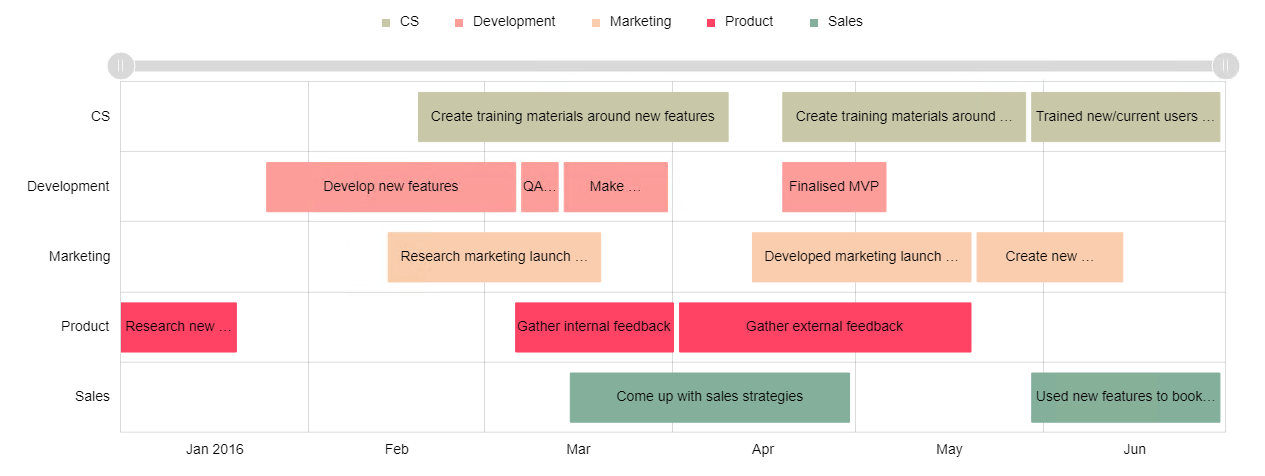 CS
Development
Marketing
Product
Sales
CS
Create training materials around new features
Create training materials around ...
Trained new/current users ...
Development
Develop new features
QA...
Make ...
Finalised MVP
Marketing
Research marketing launch ...
Developed marketing launch ...
Create new ...
Product
Research new ...
Gather internal feedback
Gather external feedback
Sales
Come up with sales strategies
Used new features to book...
Jan 2016
Feb
Mar
Apr
May
Jun